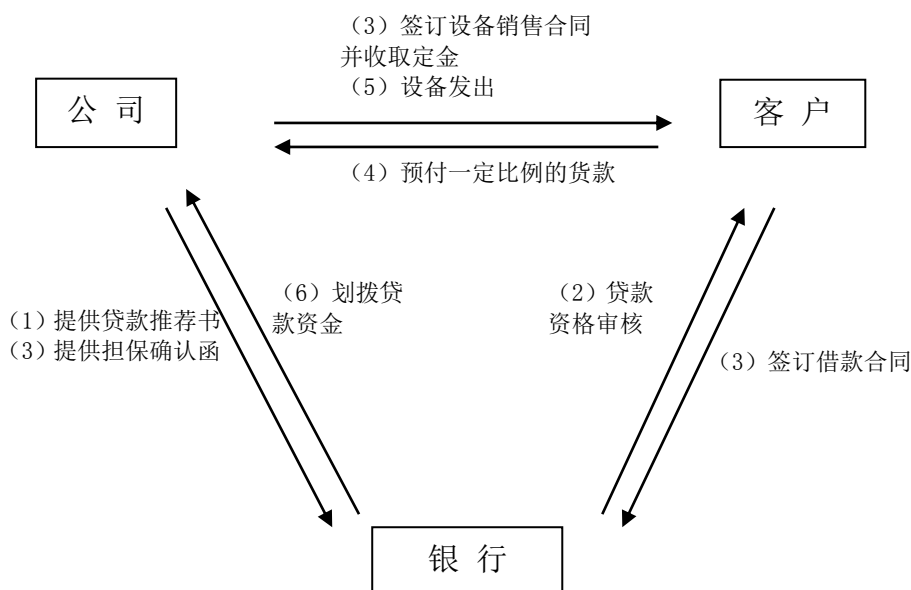 （3）签订设备销售合同
并收取定金
（5）设备发出
公 司
客 户
（4）预付一定比例的货款
（6）划拨贷
款资金
（2）贷款
资格审核
（1）提供贷款推荐书
（3）提供担保确认函
（3）签订借款合同
银 行